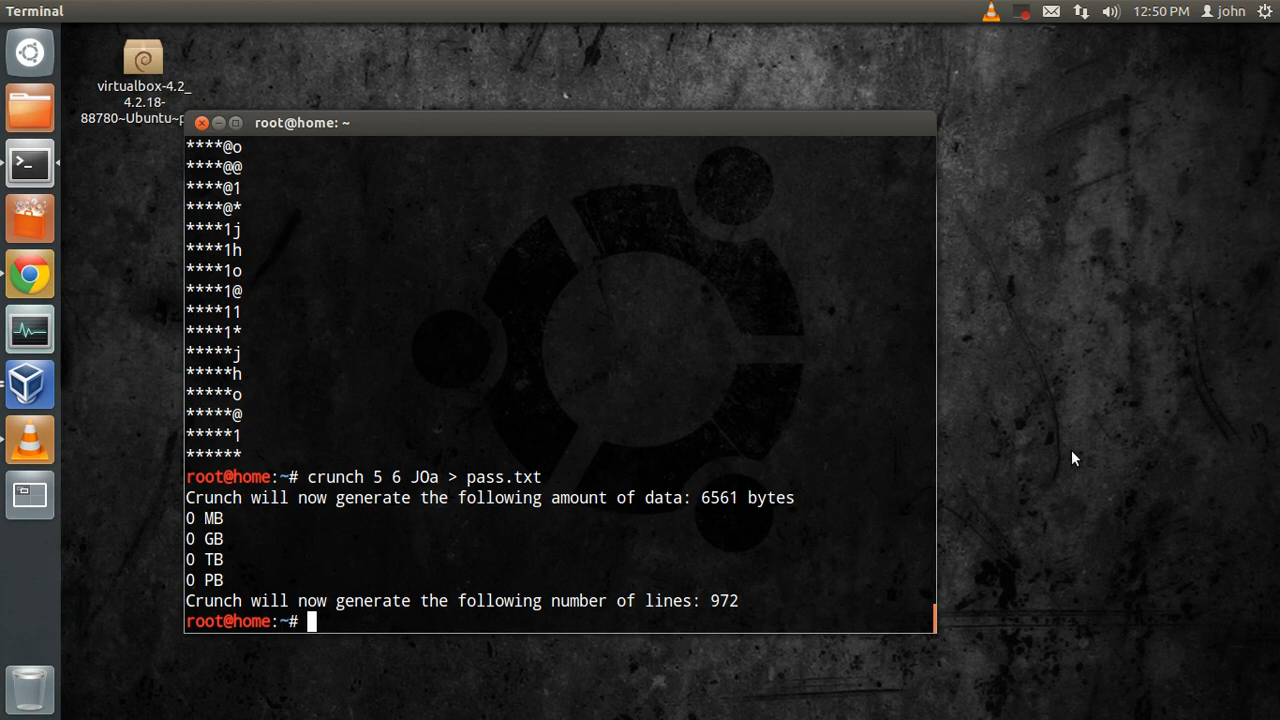 Terminal
12:50 PM
john
virtualbox-4.2_
4.2.18-
88780~Ubuntu~p
root@home: ~
****@o
****@@
****@1
****@*
****1j
****1h
****1o
****1@
****11
****1*
*****j
*****h
*****o
*****@
*****1
******
root@home:~# crunch 5 6 JOa > pass.txt
Crunch will now generate the following amount of data: 6561 bytes
0 MB
0 GB
0 TB
0 PB
Crunch will now generate the following number of lines: 972
root@home:~#